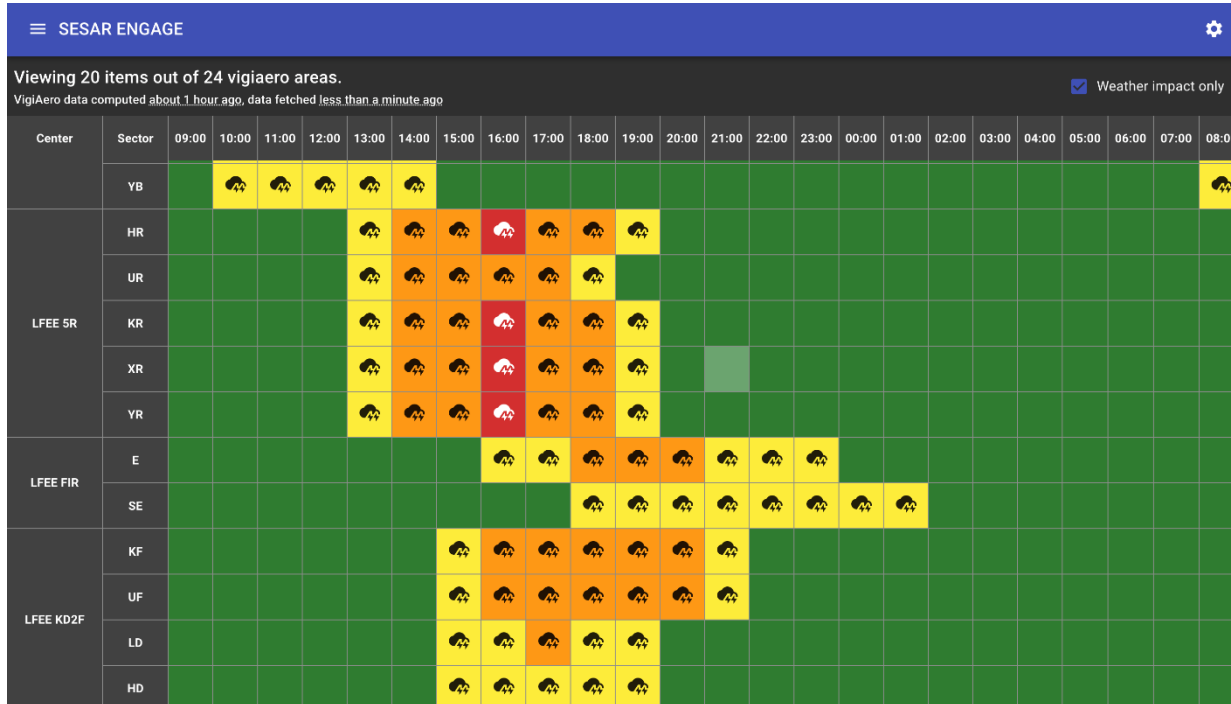 SESAR ENGAGE
Viewing 20 items out of 24 vigiaero areas.
VigiAero data computed about 1 hour ago, data fetched less than a minute ago
Weather impact only
Center Sector 09:00 10:00 11:00 12:00 13:00 14:00 15:00 16:00 17:00 18:00 19:00 20:00 21:00 22:00 23:00 00:00 01:00 02:00 03:00 04:00 05:00 06:00 07:00 08:0
YB
HR
UR
LFEE 5R KR
XR
YR
E
LFEE FIR
SE
KF
UF
LFEE KD2F
LD
HD